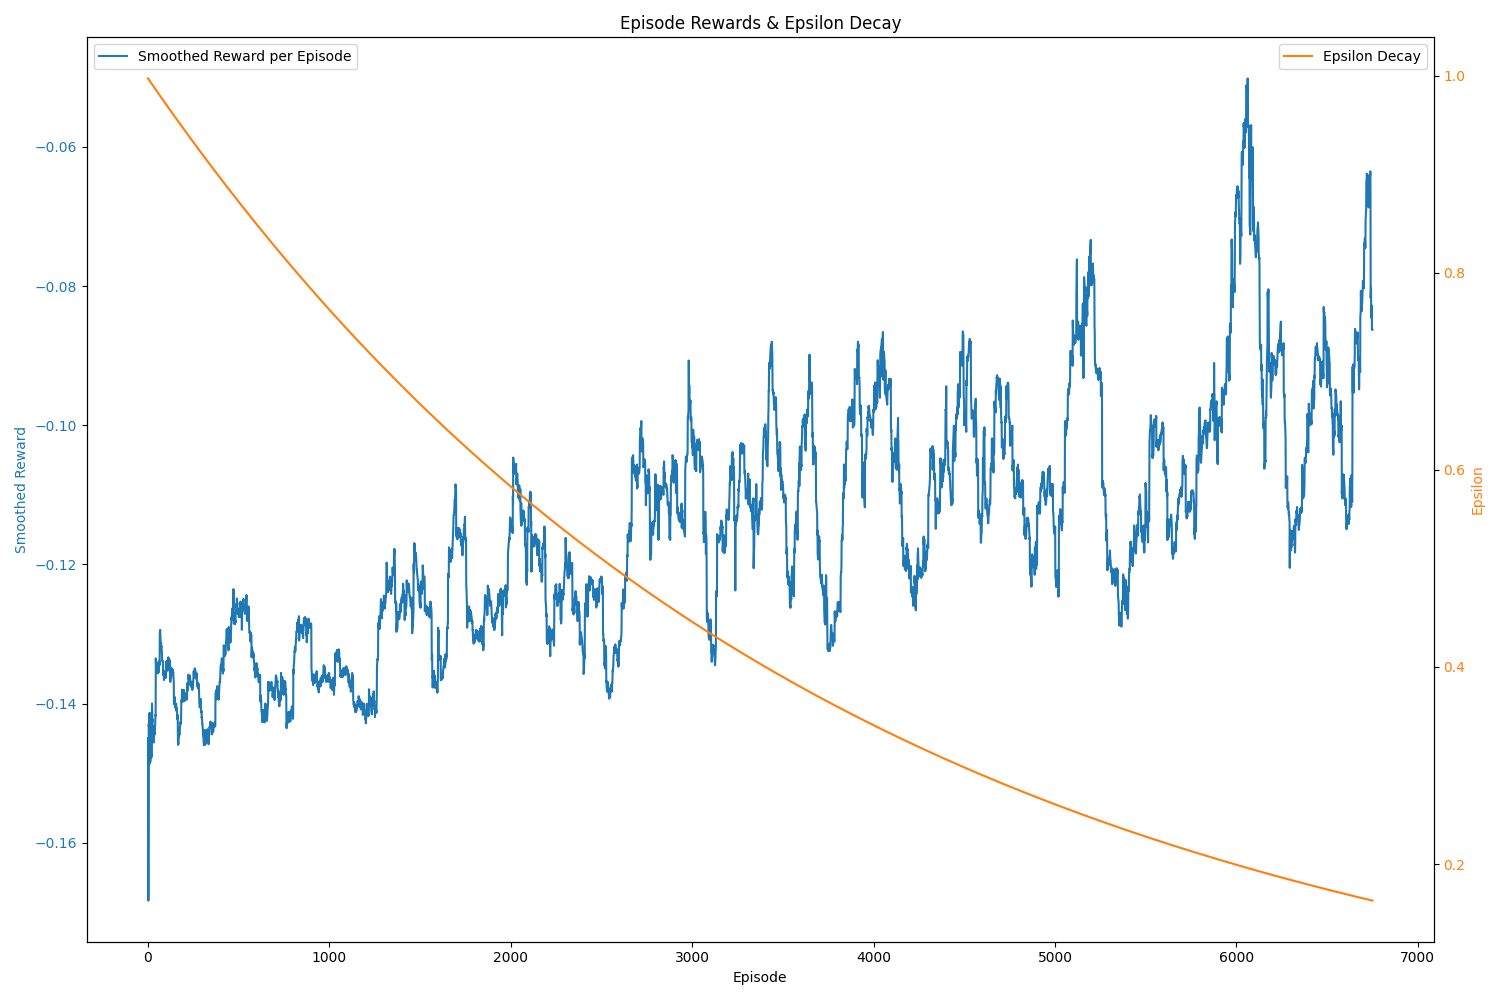 Episode Rewards & Epsilon Decay
Smoothed Reward per Episode
Epsilon Decay
−0.06
−0.08
−0.10
−0.12
−0.14
−0.16
Smoothed Reward
1.0
0.8
0.6
0.4
0.2
Epsilon
0 1000 2000 3000 4000 5000 6000 7000
Episode